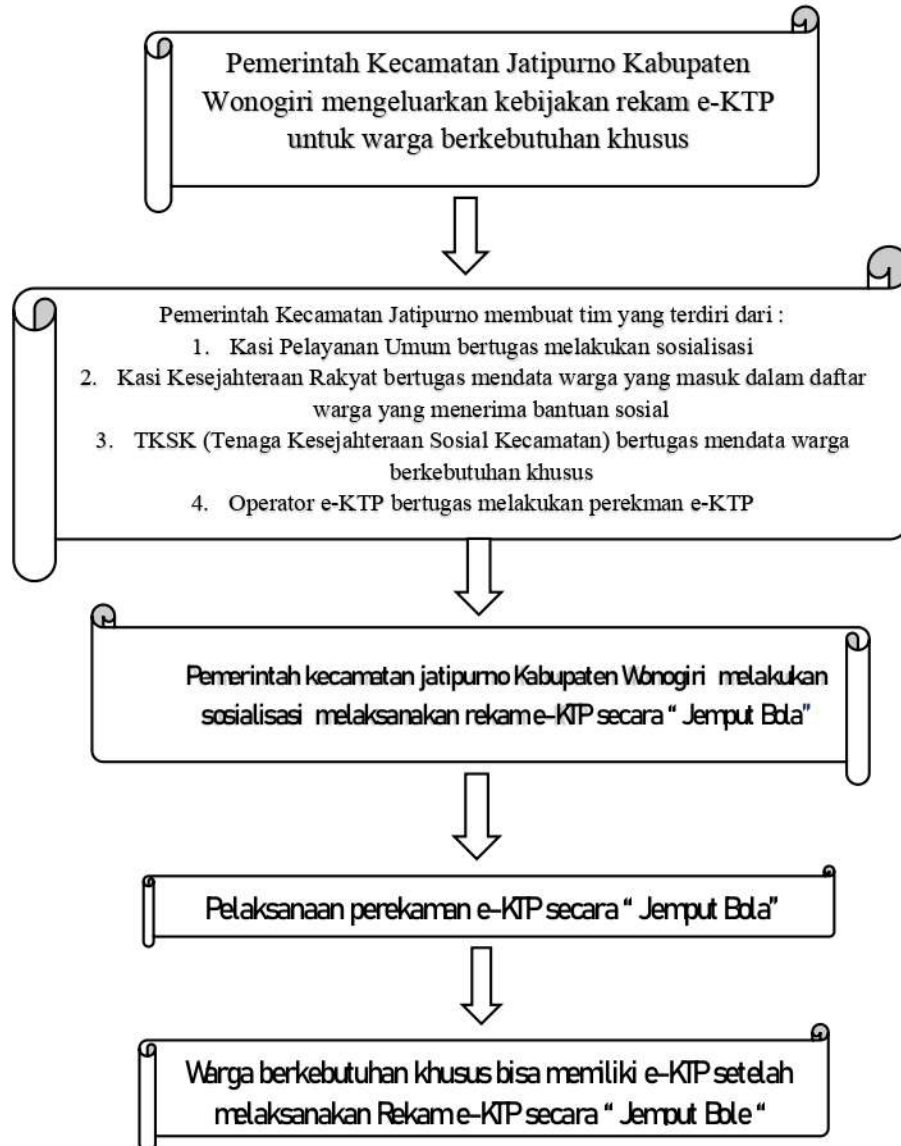 Pemerintah Kecamatan Jatipurno Kabupaten
Wonogiri mengeluarkan kebijakan rekam e-KTP
untuk warga berkebutuhan khusus
Pemerintah Kecamatan Jatipurno membuat tim yang terdiri dari :
1. Kasi Pelayanan Umum bertugas melakukan sosialisasi
2. Kasi Kesejahteraan Rakyat bertugas mendata warga yang masuk dalam daftar
warga yang menerima bantuan sosial
3. TKSK (Tenaga Kesejahteraan Sosial Kecamatan) bertugas mendata warga
berkebutuhan khusus
4. Operator e-KTP bertugas melakukan perekman e-KTP
Pemerintah kecamatan jatipurno Kabupaten Wonogiri melakukan
sosialisasi melaksanakan rekam e-KTP secara “ Jemput Bola”
Pelaksanaan perekaman e-KTP secara “ Jemput Bola”
Warga berkebutuhan khusus bisa memiliki e-KTP setelah
melaksanakan Rekam e-KTP secara “ Jemput Bole “